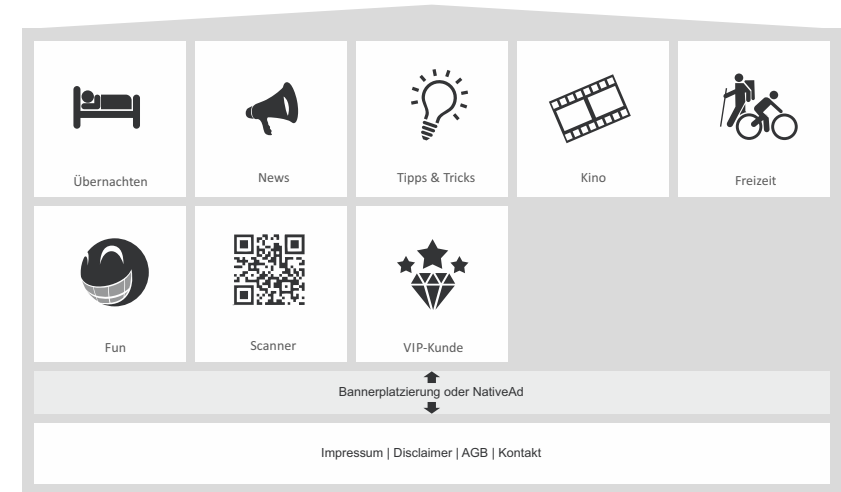 Übernachten
News
Tipps & Tricks
Kino
Freizeit
Fun
Scanner
VIP-Kunde
Bannerplatzierung oder NativeAd
Impressum | Disclaimer | AGB | Kontakt